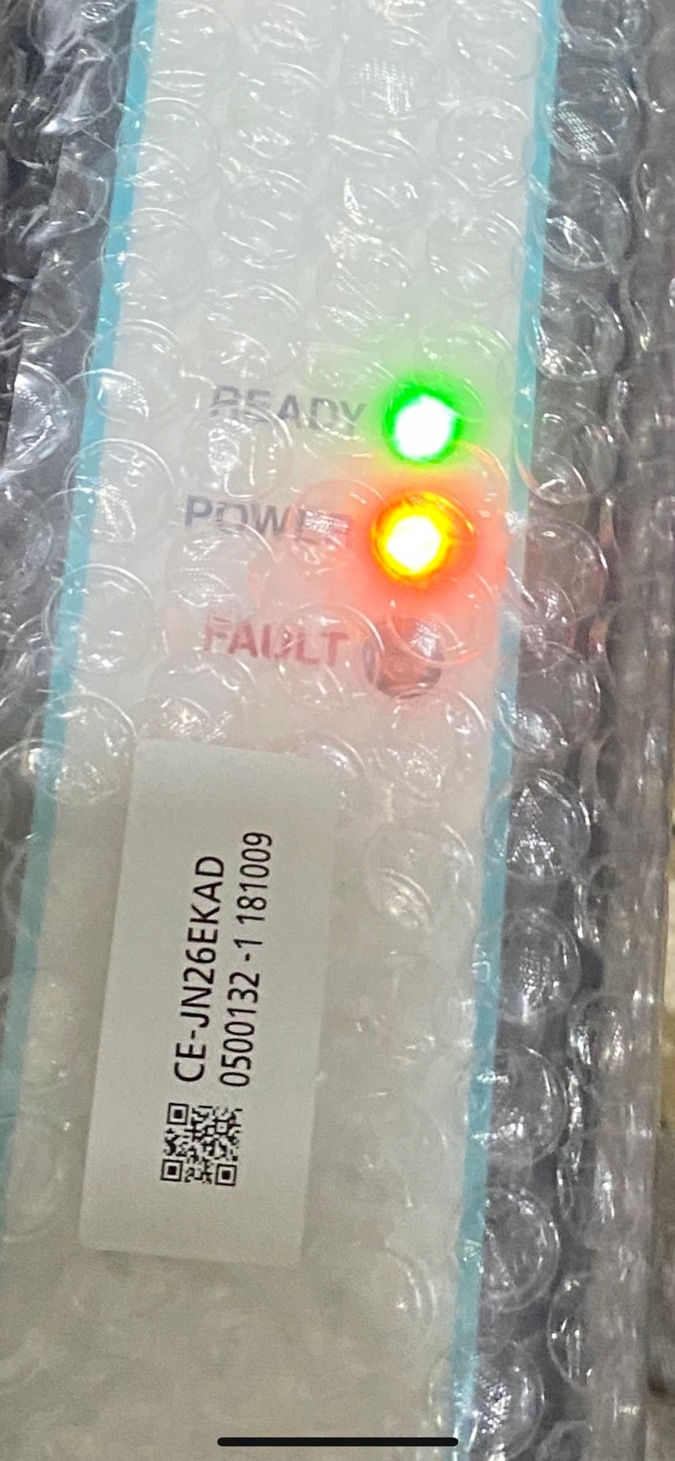 READY
POWER
FAULT
CE-JN26EKAD
0500132 -1 181009